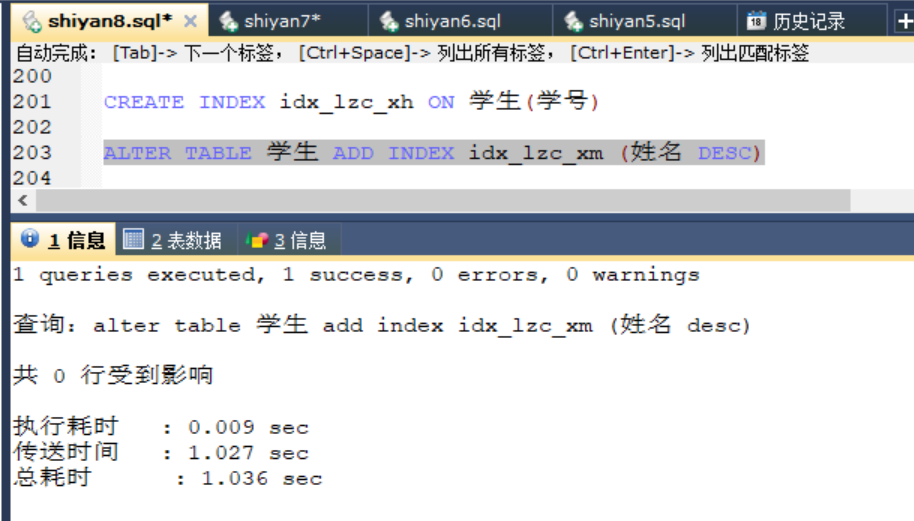 shiyan8.sql* shiyan7* shiyan6.sql shiyan5.sql 18 历史记录
自动完成: [Tab]-> 下一个标签, [Ctrl+Space]-> 列出所有标签, [Ctrl+Enter]-> 列出匹配标签
200
201 CREATE INDEX idx_lzc_xh ON 学生(学号)
202
203 ALTER TABLE 学生 ADD INDEX idx_lzc_xm (姓名 DESC)
204
1 信息 2 表数据 3 信息
1 queries executed, 1 success, 0 errors, 0 warnings
查询: alter table 学生 add index idx_lzc_xm (姓名 desc)
共 0 行受到影响
执行耗时 : 0.009 sec
传送时间 : 1.027 sec
总耗时 : 1.036 sec